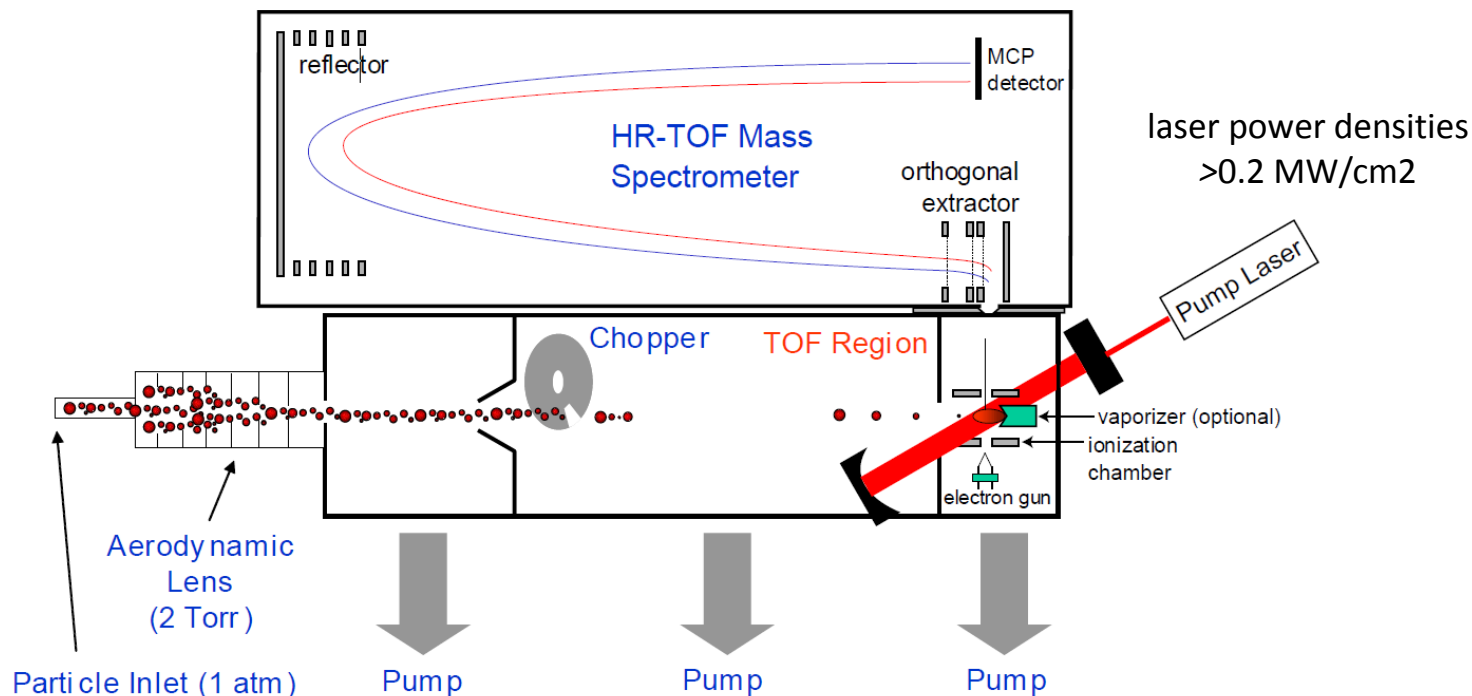 reflector
MCP
detector
HR-TOF Mass
Spectrometer
orthogonal
extractor
laser power densities
>0.2 MW/cm2
Pump Laser
Chopper
TOF Region
vaporizer (optional)
ionization
chamber
electron gun
Aerodynamic
Lens
(2 Torr)
Particle Inlet (1 atm)
Pump
Pump
Pump